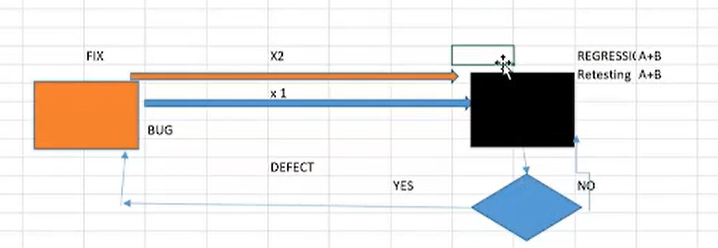 FIX
X2
REGRESSI A+B
Retesting A+B
x 1
BUG
DEFECT
YES
NO